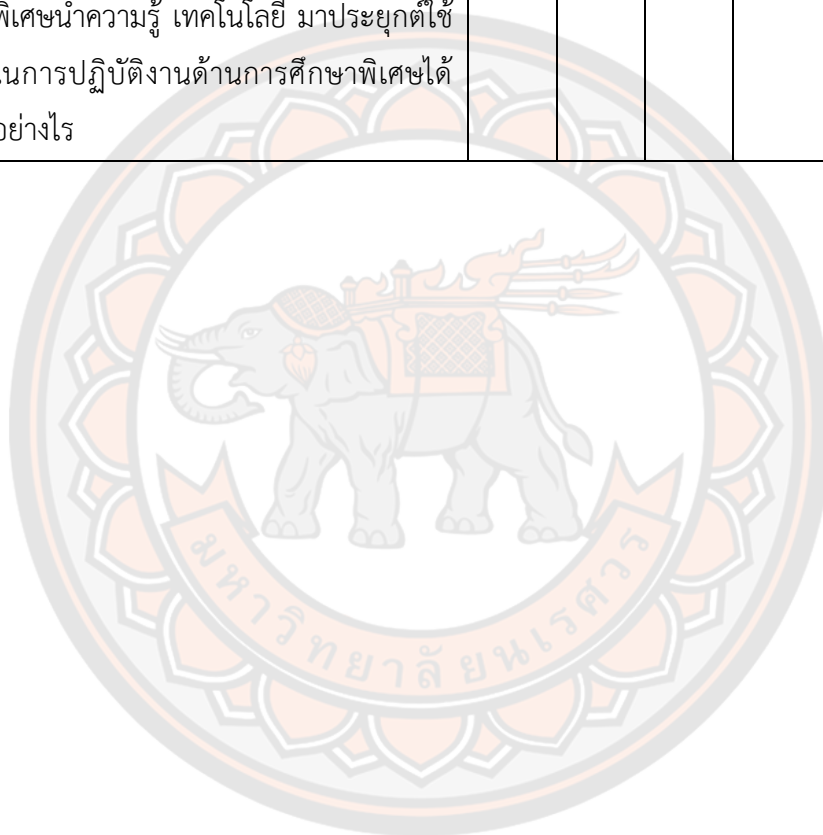 พิเศษนำความรู้ เทคโนโลยี มาประยุกต์ใช้
ในการปฏิบัติงานด้านการศึกษาพิเศษได้
อย่างไร
มหาวิทยาลัยนเรศวร